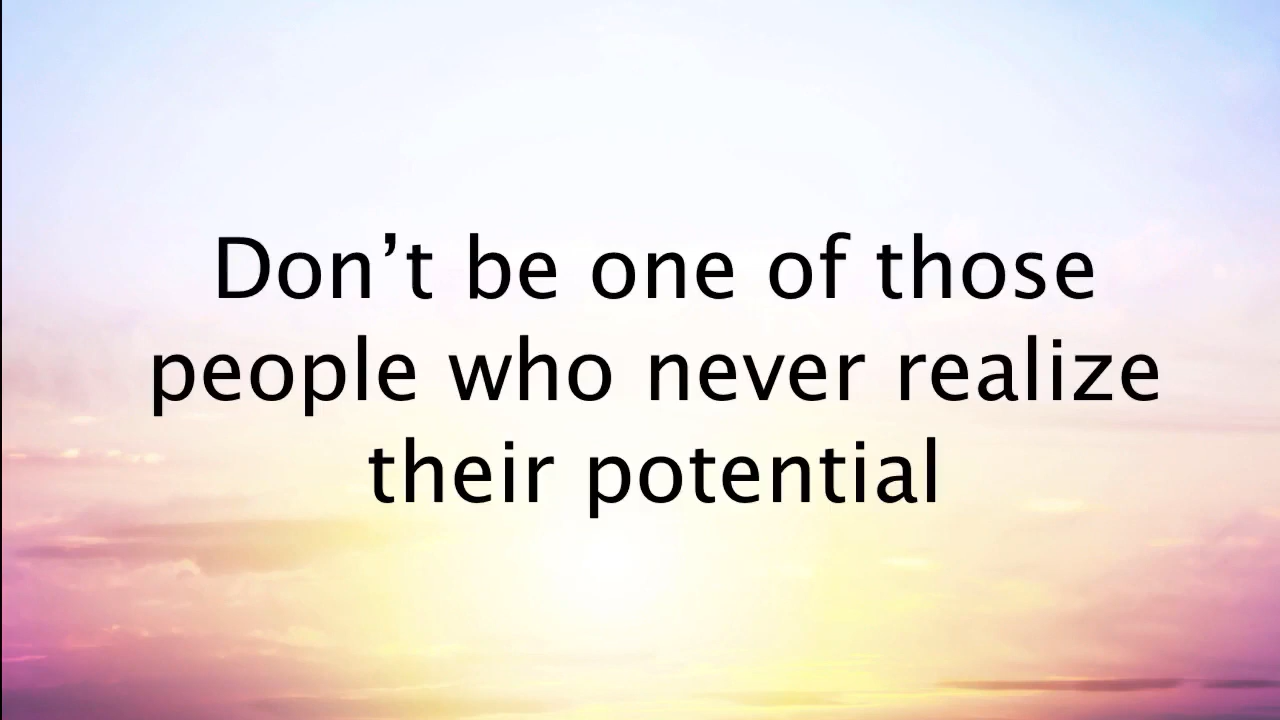 Don’t be one of those
people who never realize
their potential